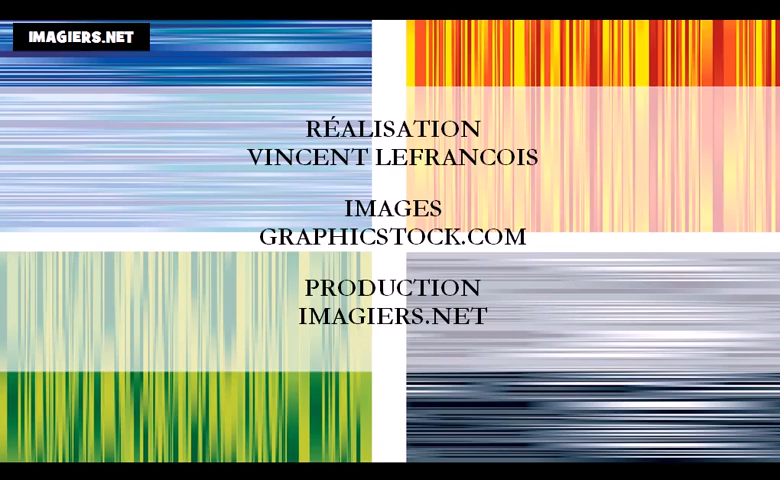 IMAGIERS.NET
RÉALISATION
VINCENT LEFRANCOIS
IMAGES
GRAPHICSTOCK.COM
PRODUCTION
IMAGIERS.NET